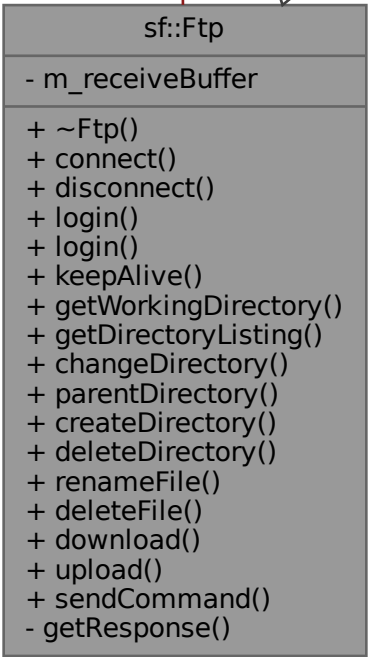 sf::Ftp
- m_receiveBuffer
+ ~Ftp()
+ connect()
+ disconnect()
+ login()
+ login()
+ keepAlive()
+ getWorkingDirectory()
+ getDirectoryListing()
+ changeDirectory()
+ parentDirectory()
+ createDirectory()
+ deleteDirectory()
+ renameFile()
+ deleteFile()
+ download()
+ upload()
+ sendCommand()
- getResponse()